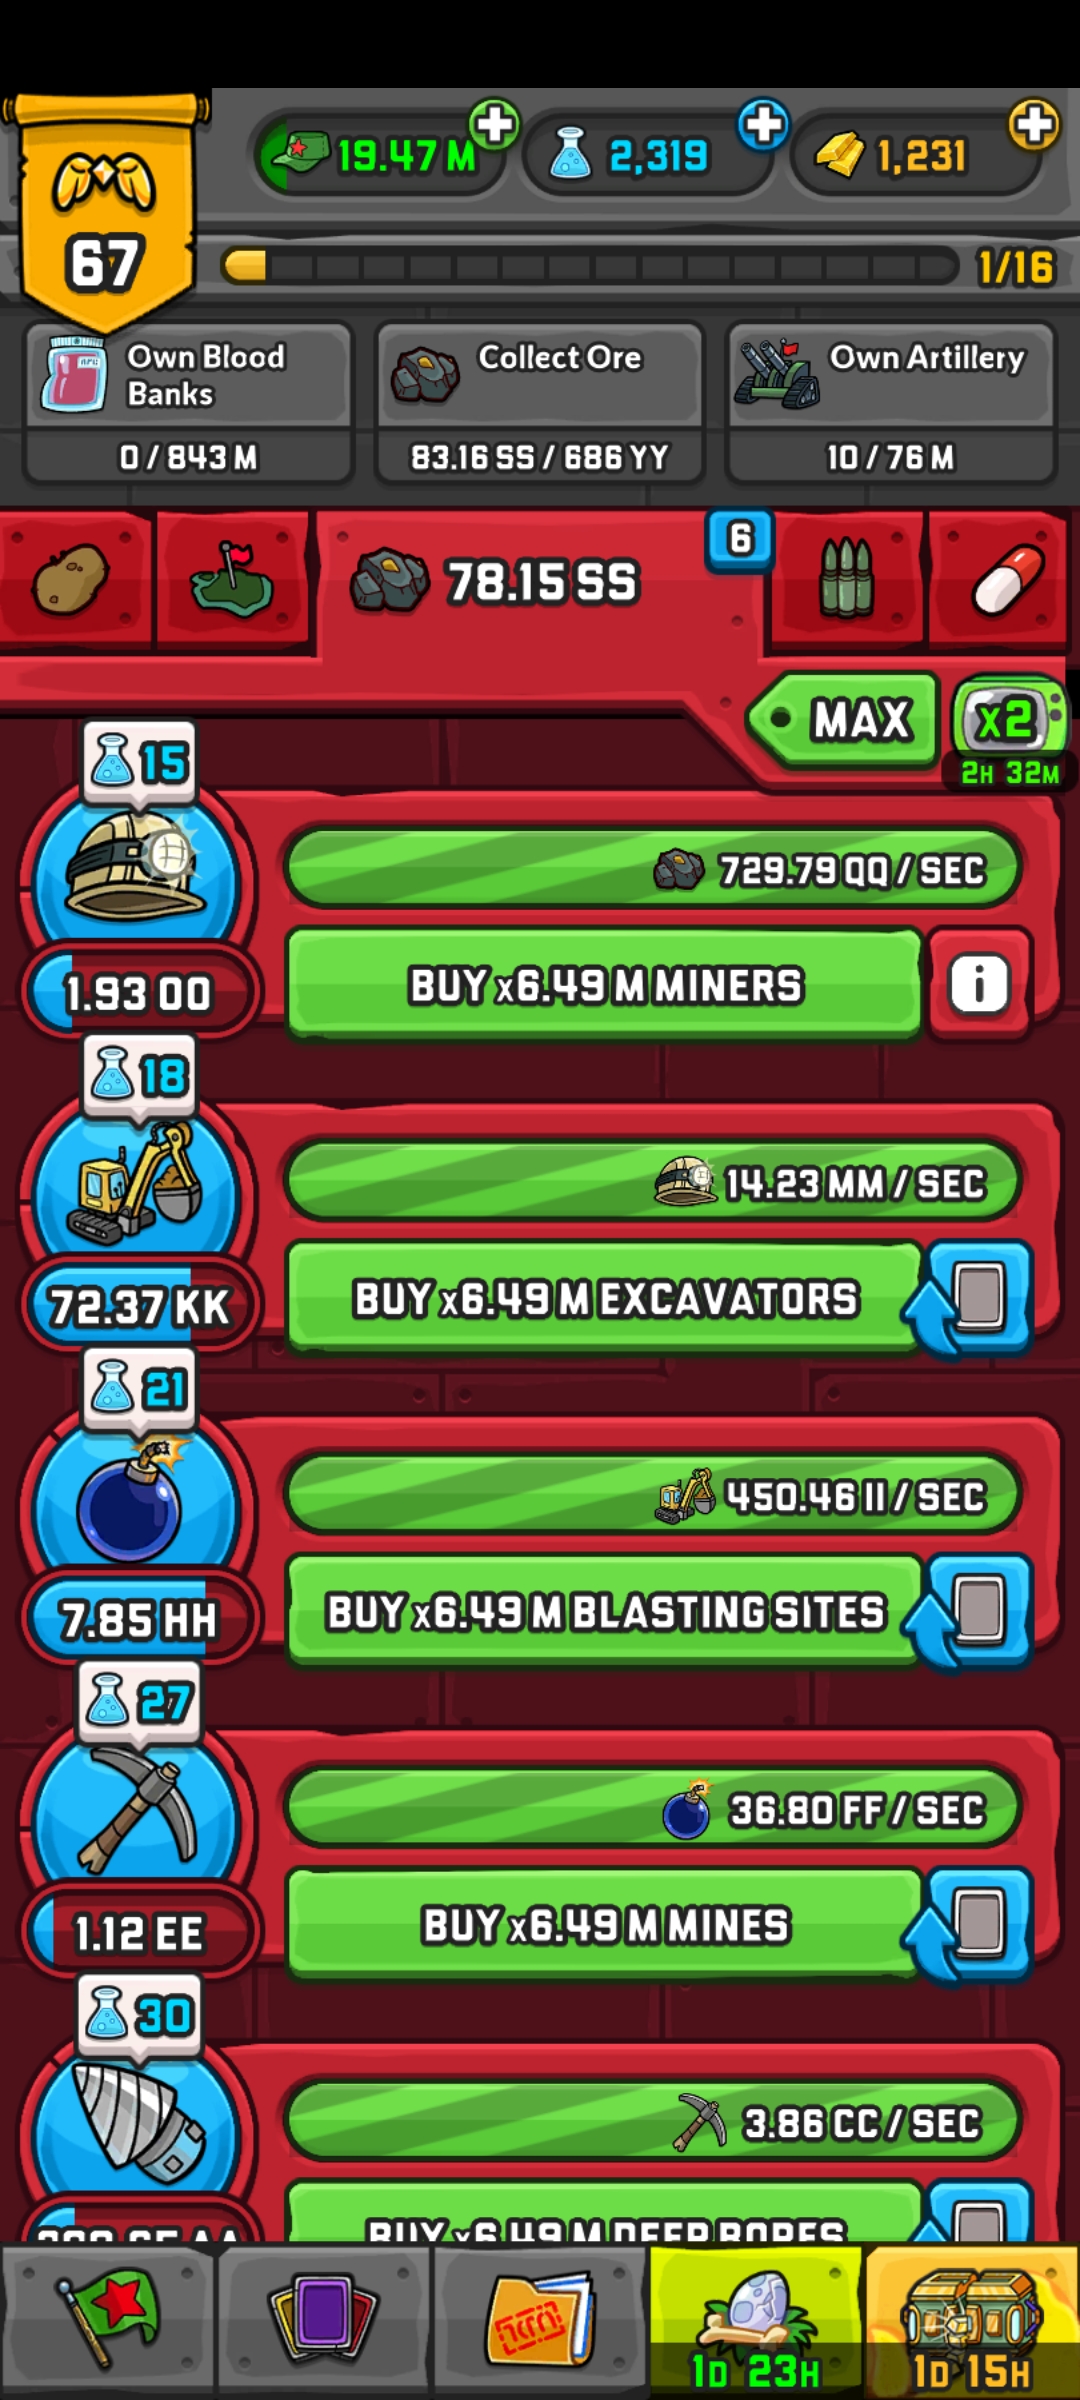 67
19.47 M
2,319
1,231
1/16
Own Blood Banks
0 / 843 M
Collect Ore
83.16 SS / 686 YY
Own Artillery
10 / 76 M
78.15 SS
6
MAX
x2
2H 32M
15
729.79 QQ / SEC
1.93 OO
BUY x6.49 M MINERS
i
18
14.23 MM / SEC
72.37 KK
BUY x6.49 M EXCAVATORS
21
450.46 II / SEC
7.85 HH
BUY x6.49 M BLASTING SITES
27
36.80 FF / SEC
1.12 EE
BUY x6.49 M MINES
30
3.86 CC / SEC
BUY x6.49 M DEEP BORES
1D 23H
1D 15H